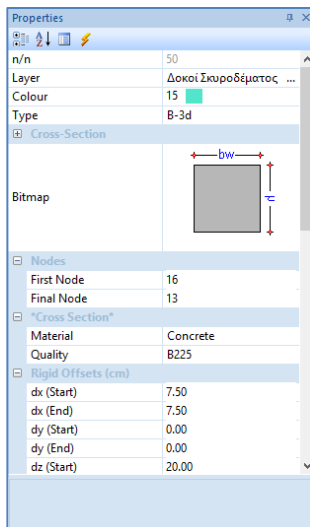 Properties
n/n 50
Layer Δοκοί Σκυροδέματος ...
Colour 15
Type B-3d
Cross-Section
bw
Bitmap
d
Nodes
First Node 16
Final Node 13
*Cross Section*
Material Concrete
Quality B225
Rigid Offsets (cm)
dx (Start) 7.50
dx (End) 7.50
dy (Start) 0.00
dy (End) 0.00
dz (Start) 20.00